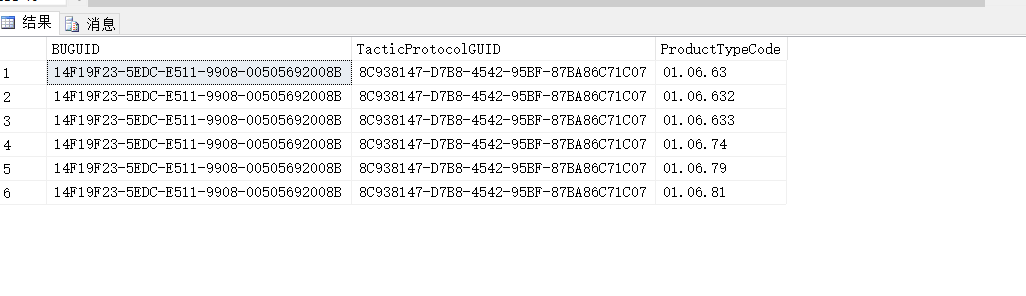 结果 消息
BUGUID TacticProtocolGUID ProductTypeCode
1 14F19F23-5EDC-E511-9908-00505692008B 8C938147-D7B8-4542-95BF-87BA86C71C07 01.06.63
2 14F19F23-5EDC-E511-9908-00505692008B 8C938147-D7B8-4542-95BF-87BA86C71C07 01.06.632
3 14F19F23-5EDC-E511-9908-00505692008B 8C938147-D7B8-4542-95BF-87BA86C71C07 01.06.633
4 14F19F23-5EDC-E511-9908-00505692008B 8C938147-D7B8-4542-95BF-87BA86C71C07 01.06.74
5 14F19F23-5EDC-E511-9908-00505692008B 8C938147-D7B8-4542-95BF-87BA86C71C07 01.06.79
6 14F19F23-5EDC-E511-9908-00505692008B 8C938147-D7B8-4542-95BF-87BA86C71C07 01.06.81